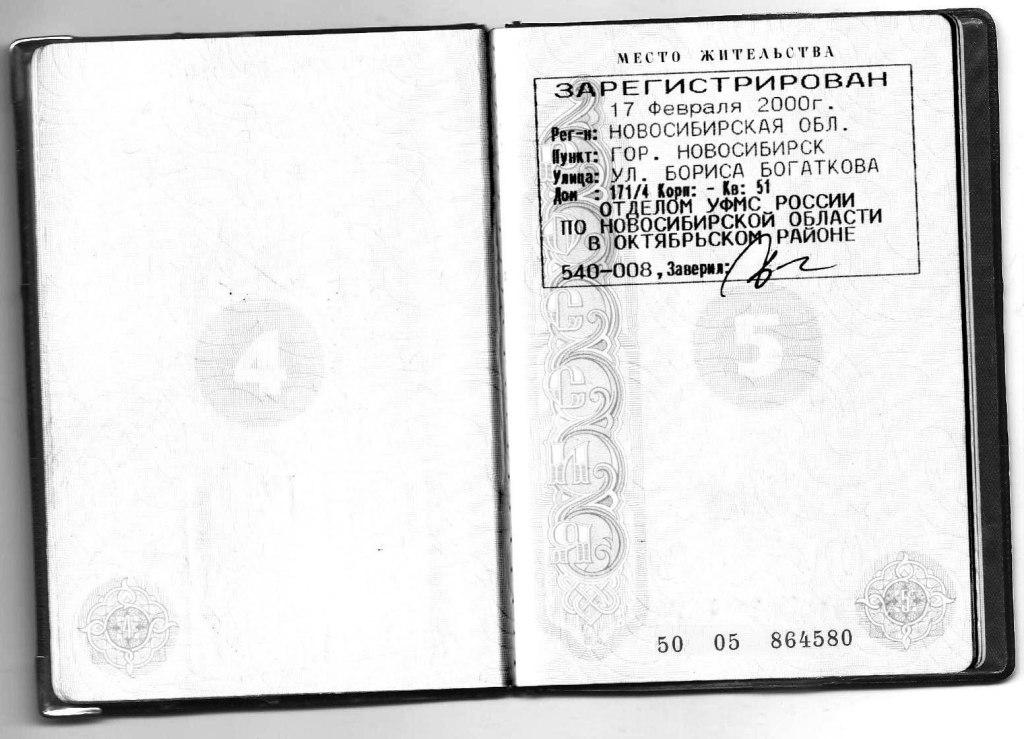 МЕСТО ЖИТЕЛЬСТВА
ЗАРЕГИСТРИРОВАН
17 Февраля 2000г.
Рег-н: НОВОСИБИРСКАЯ ОБЛ.
Пункт: ГОР. НОВОСИБИРСК
Улица: УЛ. БОРИСА БОГАТКОВА
Дом : 171/4 Корп: - Кв: 51
ОТДЕЛОМ УФМС РОССИИ
ПО НОВОСИБИРСКОЙ ОБЛАСТИ
В ОКТЯБРЬСКОМ РАЙОНЕ
540-008, Заверил:
4
5
4
5
50 05 864580